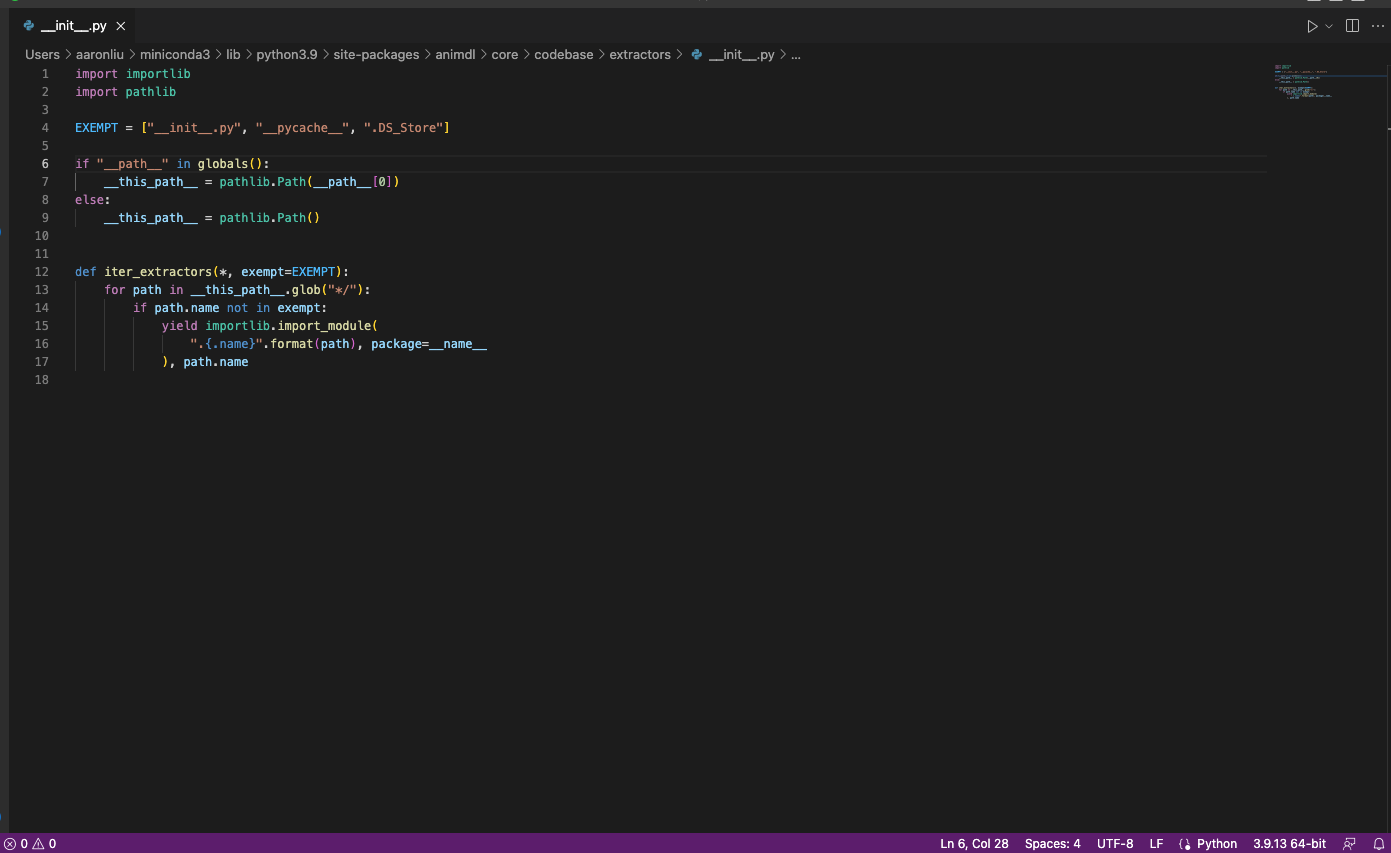 __init__.py
Users > aaronliu > miniconda3 > lib > python3.9 > site-packages > animdl > core > codebase > extractors > __init__.py > ...
1 import importlib
2 import pathlib
3
4 EXEMPT = ["__init__.py", "__pycache__", ".DS_Store"]
5
6 if "__path__" in globals():
7     __this_path__ = pathlib.Path(__path__[0])
8 else:
9     __this_path__ = pathlib.Path()
10
11
12 def iter_extractors(*, exempt=EXEMPT):
13     for path in __this_path__.glob("*/"):
14         if path.name not in exempt:
15             yield importlib.import_module(
16                 ".{.name}".format(path), package=__name__
17             ), path.name
18
0 0 Ln 6, Col 28 Spaces: 4 UTF-8 LF Python 3.9.13 64-bit